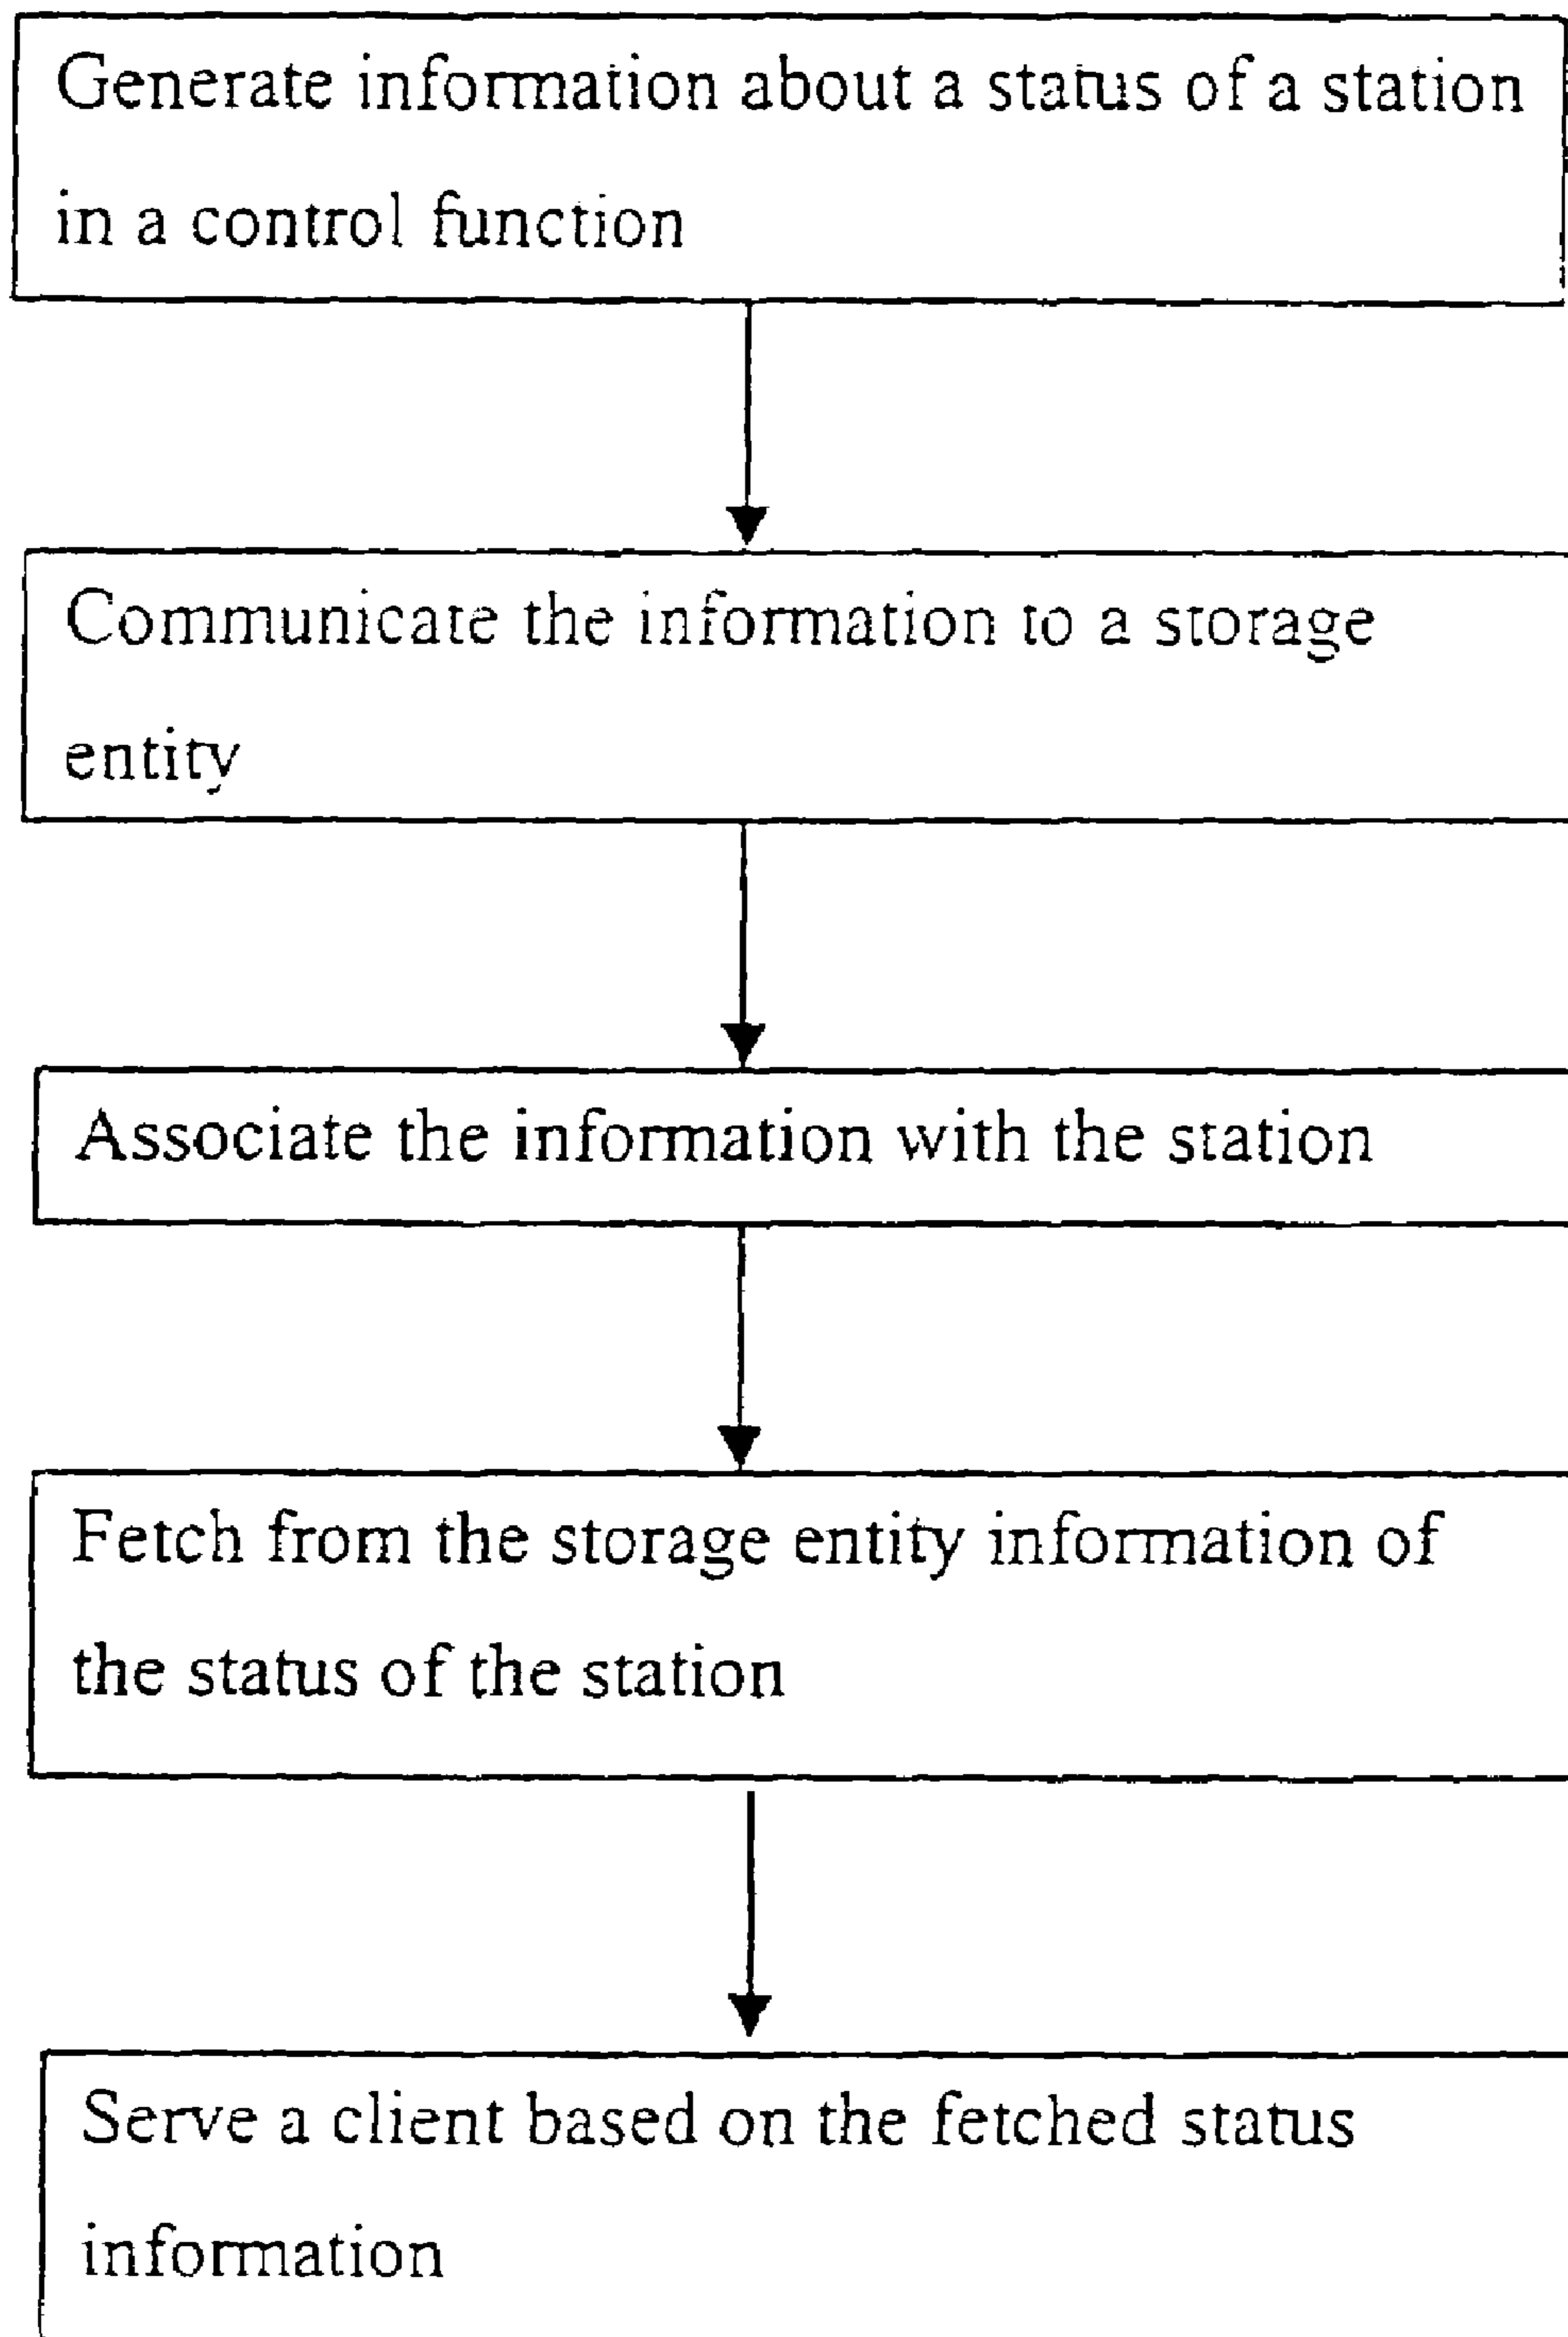 Generate information about a status of a station
in a control function
Communicate the information to a storage
entity
Associate the information with the station
Fetch from the storage entity information of
the status of the station
Serve a client based on the fetched status
information